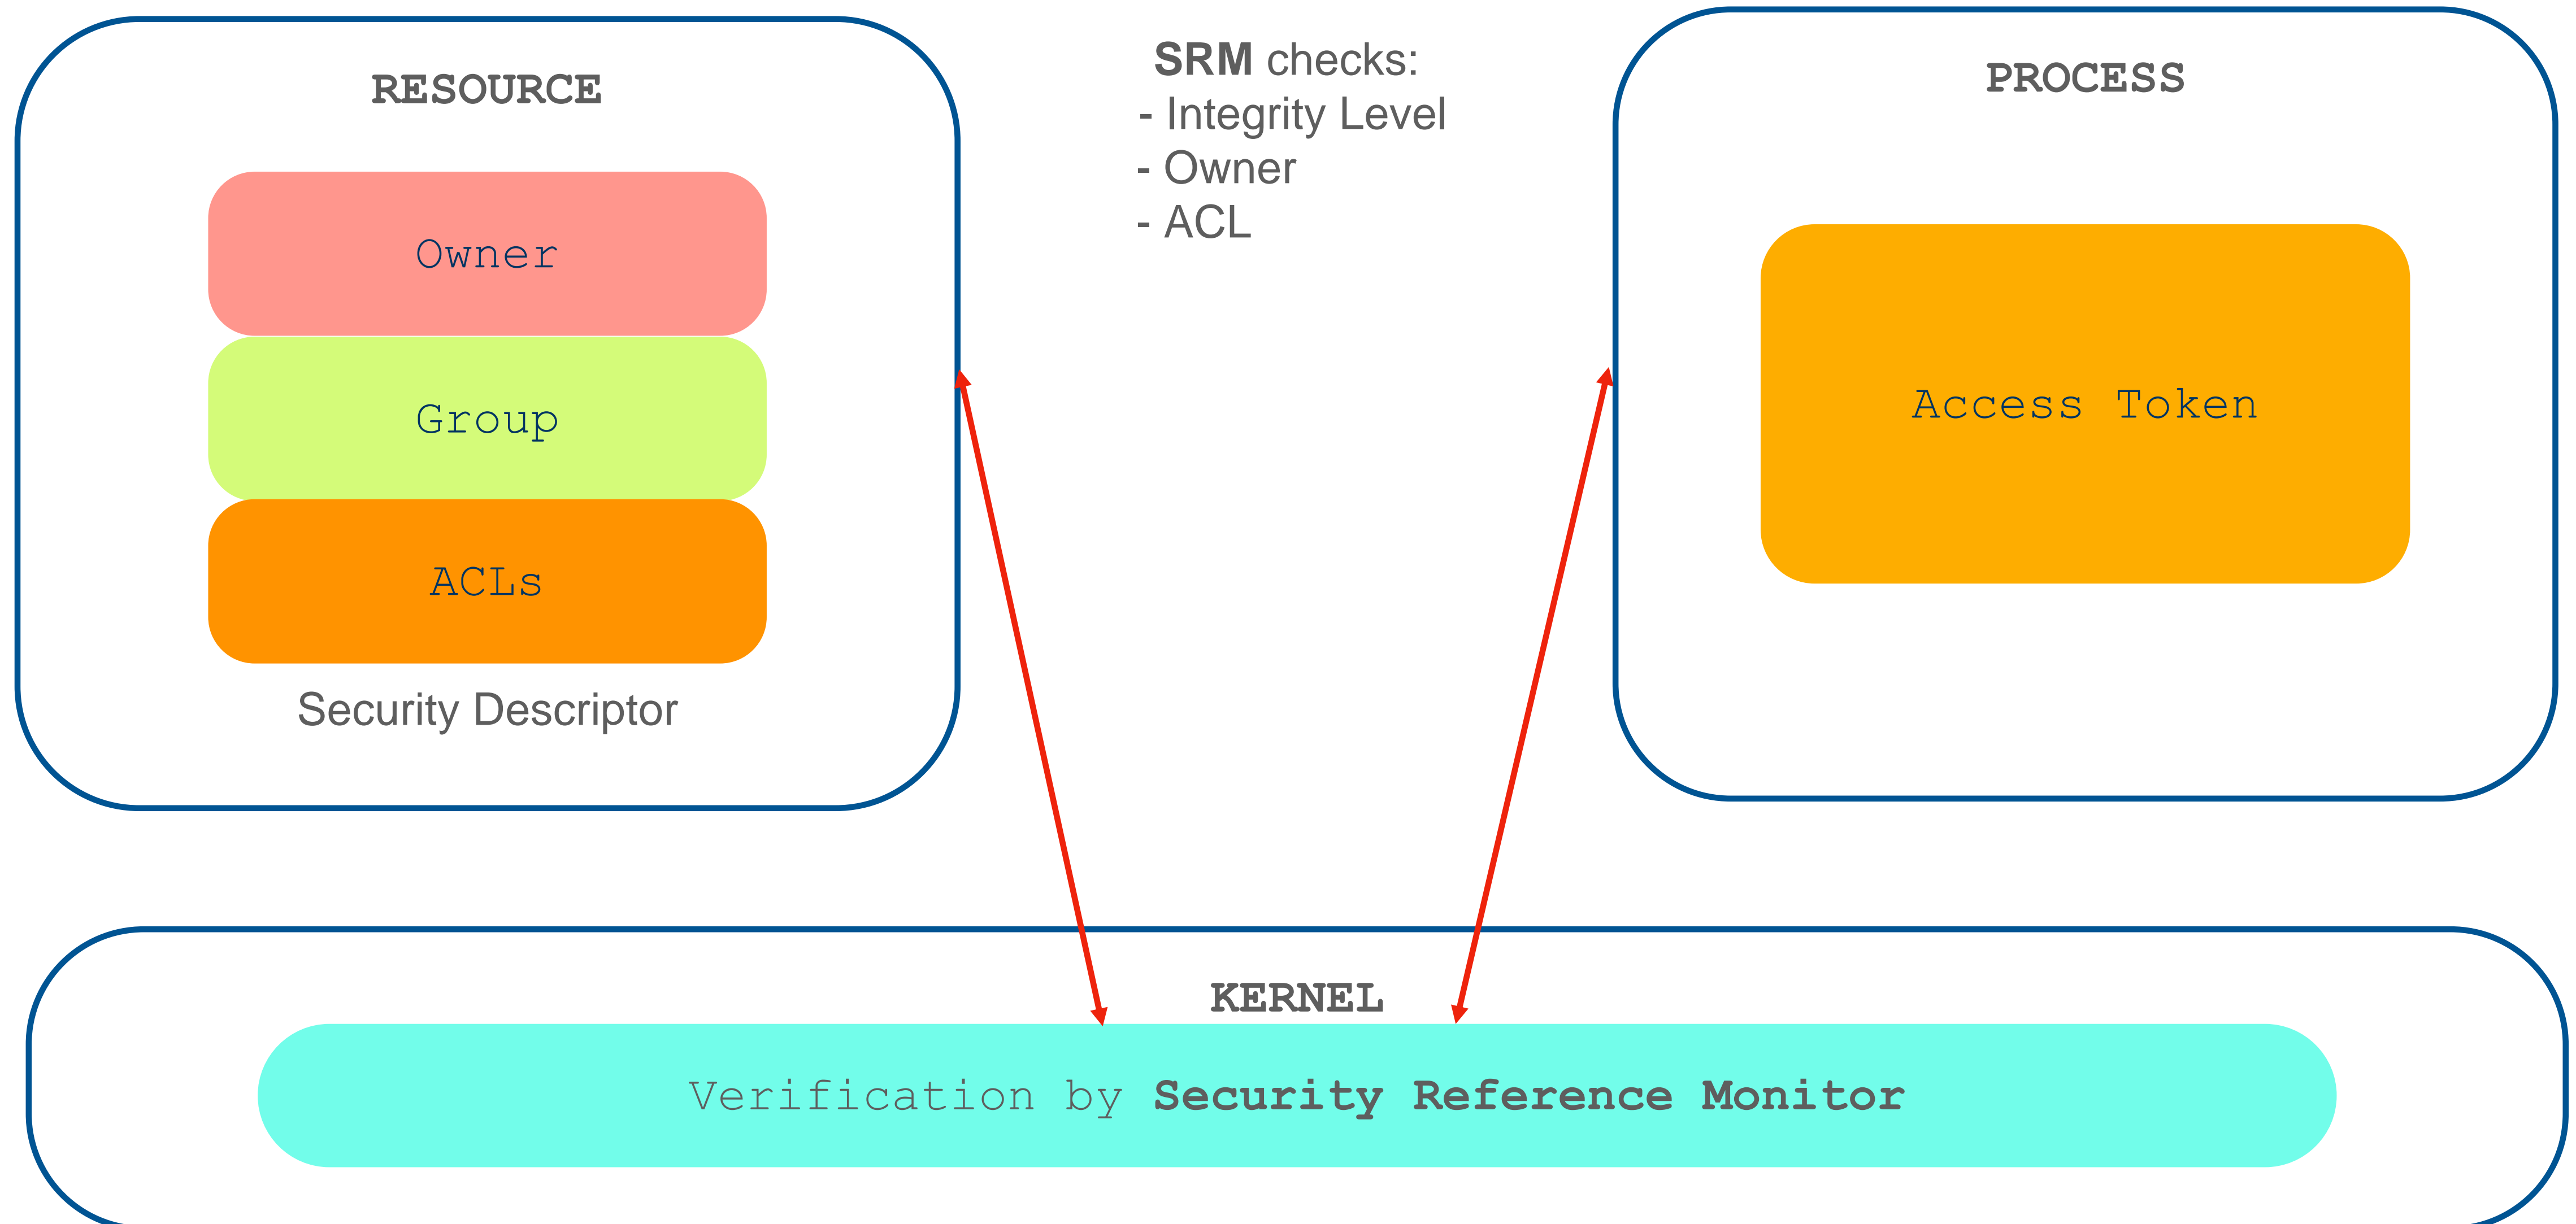 RESOURCE
Owner
Group
ACLs
Security Descriptor
SRM checks:
- Integrity Level
- Owner
- ACL
PROCESS
Access Token
KERNEL
Verification by Security Reference Monitor